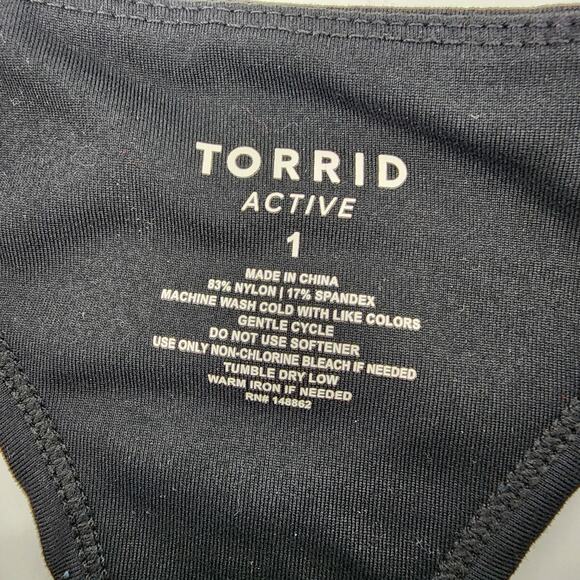 TORRID
ACTIVE
1
MADE IN CHINA
83% NYLON | 17% SPANDEX
MACHINE WASH COLD WITH LIKE COLORS
GENTLE CYCLE
DO NOT USE SOFTENER
USE ONLY NON-CHLORINE BLEACH IF NEEDED
TUMBLE DRY LOW
WARM IRON IF NEEDED
RN# 148862